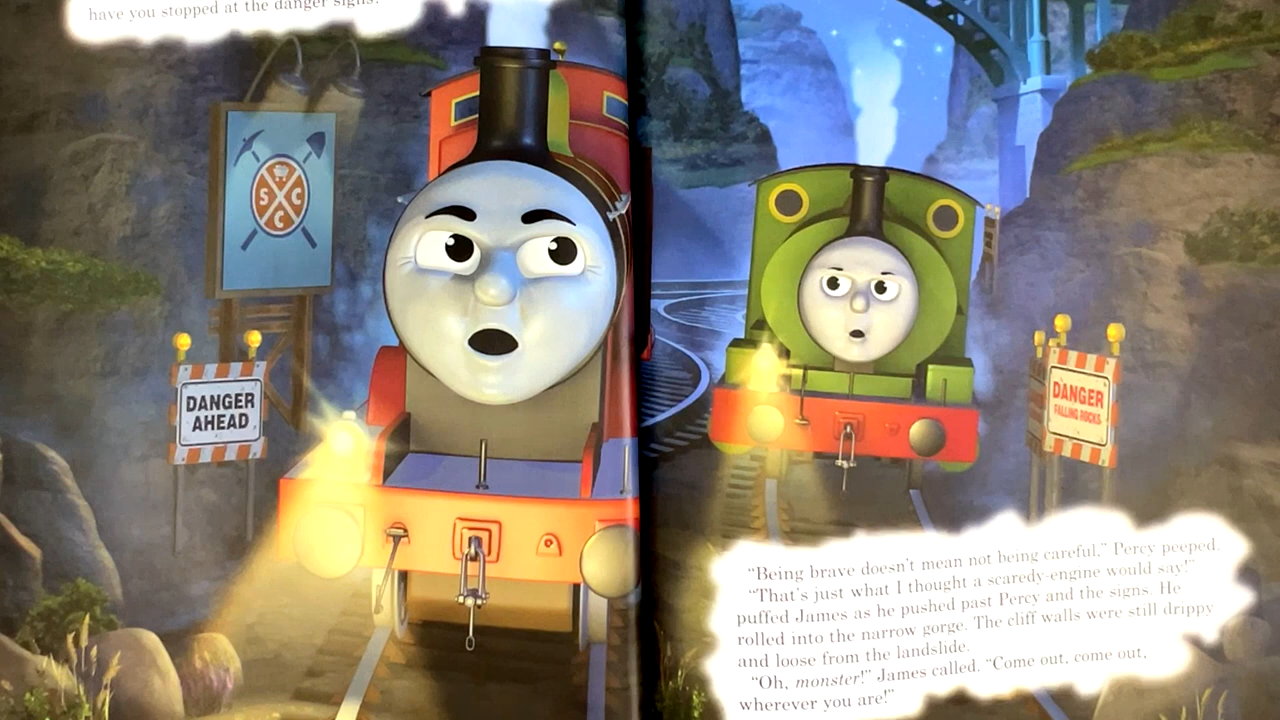 have you stopped at the danger signs?
S C C
DANGER
AHEAD
DANGER
FALLING ROCKS
“Being brave doesn't mean not being careful,” Percy peeped.
“That's just what I thought a scaredy-engine would say!”
puffed James as he pushed past Percy and the signs. He
rolled into the narrow gorge. The cliff walls were still drippy
and loose from the landslide.
“Oh, monster!” James called. “Come out, come out,
wherever you are!”